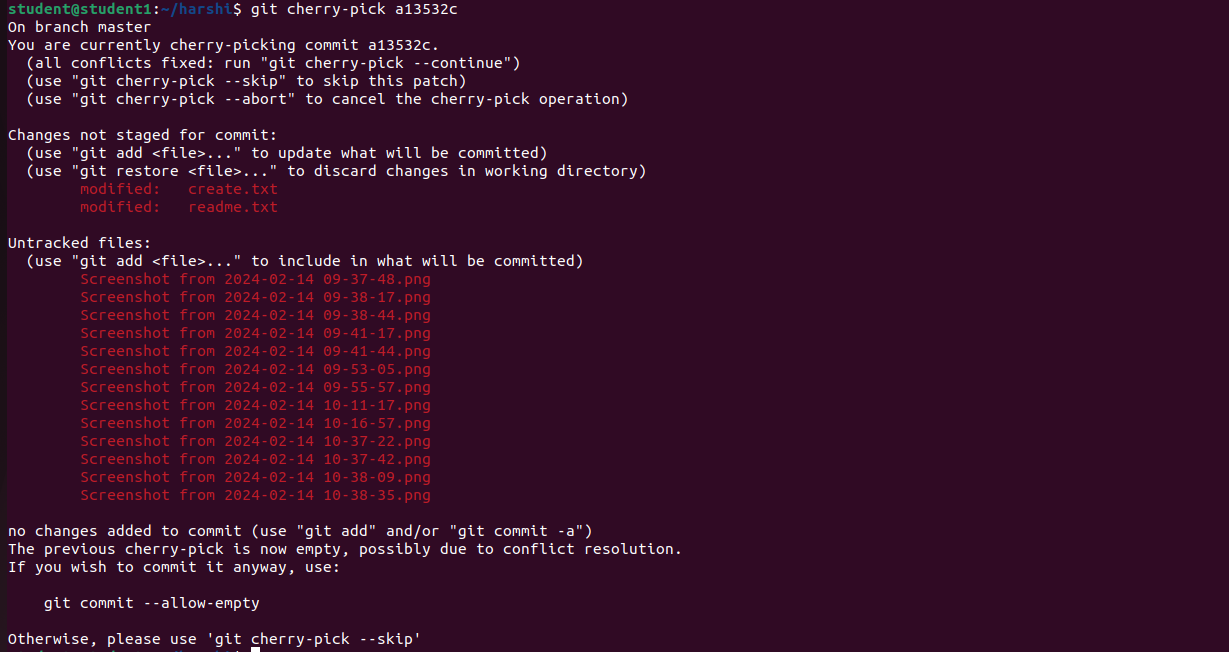 student@student1:~/harshi$ git cherry-pick a13532c
On branch master
You are currently cherry-picking commit a13532c.
  (all conflicts fixed: run "git cherry-pick --continue")
  (use "git cherry-pick --skip" to skip this patch)
  (use "git cherry-pick --abort" to cancel the cherry-pick operation)
Changes not staged for commit:
  (use "git add <file>..." to update what will be committed)
  (use "git restore <file>..." to discard changes in working directory)
        modified:   create.txt
        modified:   readme.txt
Untracked files:
  (use "git add <file>..." to include in what will be committed)
        Screenshot from 2024-02-14 09-37-48.png
        Screenshot from 2024-02-14 09-38-17.png
        Screenshot from 2024-02-14 09-38-44.png
        Screenshot from 2024-02-14 09-41-17.png
        Screenshot from 2024-02-14 09-41-44.png
        Screenshot from 2024-02-14 09-53-05.png
        Screenshot from 2024-02-14 09-55-57.png
        Screenshot from 2024-02-14 10-11-17.png
        Screenshot from 2024-02-14 10-16-57.png
        Screenshot from 2024-02-14 10-37-22.png
        Screenshot from 2024-02-14 10-37-42.png
        Screenshot from 2024-02-14 10-38-09.png
        Screenshot from 2024-02-14 10-38-35.png
no changes added to commit (use "git add" and/or "git commit -a")
The previous cherry-pick is now empty, possibly due to conflict resolution.
If you wish to commit it anyway, use:
    git commit --allow-empty
Otherwise, please use 'git cherry-pick --skip'